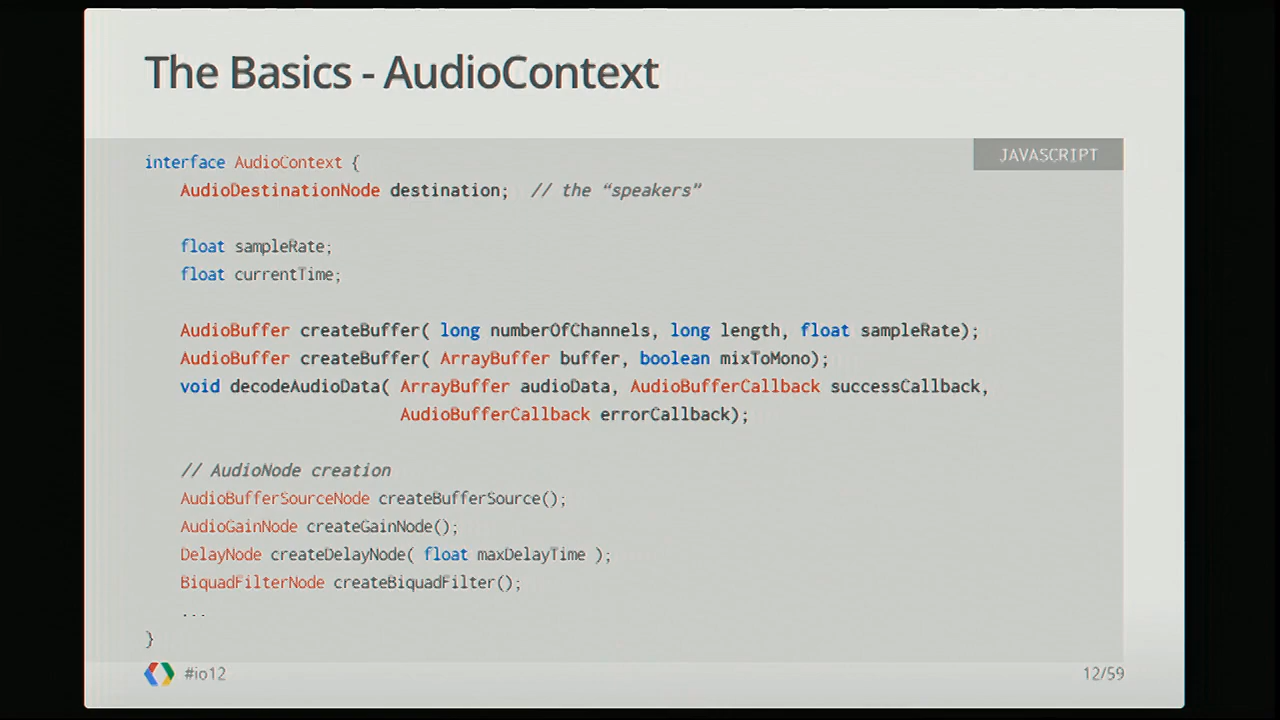 The Basics - AudioContext
JAVASCRIPT
interface AudioContext {
AudioDestinationNode destination; // the “speakers”
float sampleRate;
float currentTime;
AudioBuffer createBuffer( long numberOfChannels, long length, float sampleRate);
AudioBuffer createBuffer( ArrayBuffer buffer, boolean mixToMono);
void decodeAudioData( ArrayBuffer audioData, AudioBufferCallback successCallback,
AudioBufferCallback errorCallback);
// AudioNode creation
AudioBufferSourceNode createBufferSource();
AudioGainNode createGainNode();
DelayNode createDelayNode( float maxDelayTime );
BiquadFilterNode createBiquadFilter();
...
}
#io12
12/59